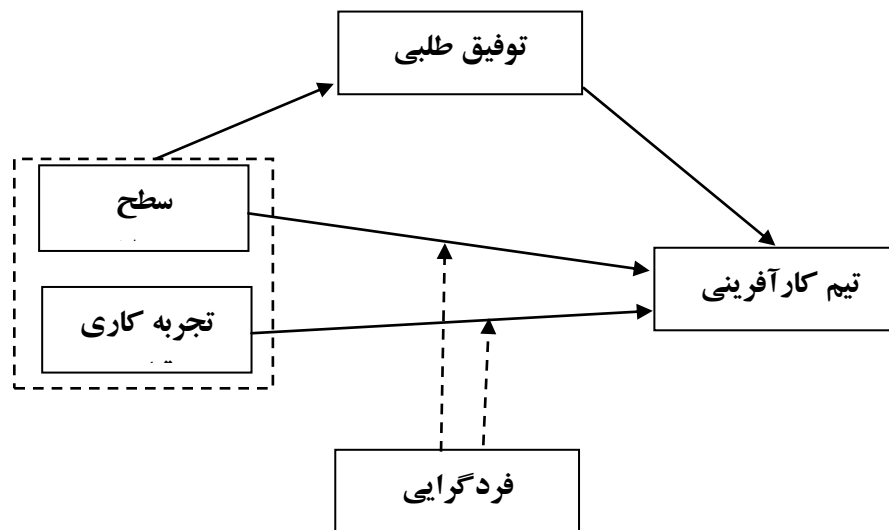 توفیق طلبی
سطح
تیم کارآفرینی
تجربه کاری
فردگرایی